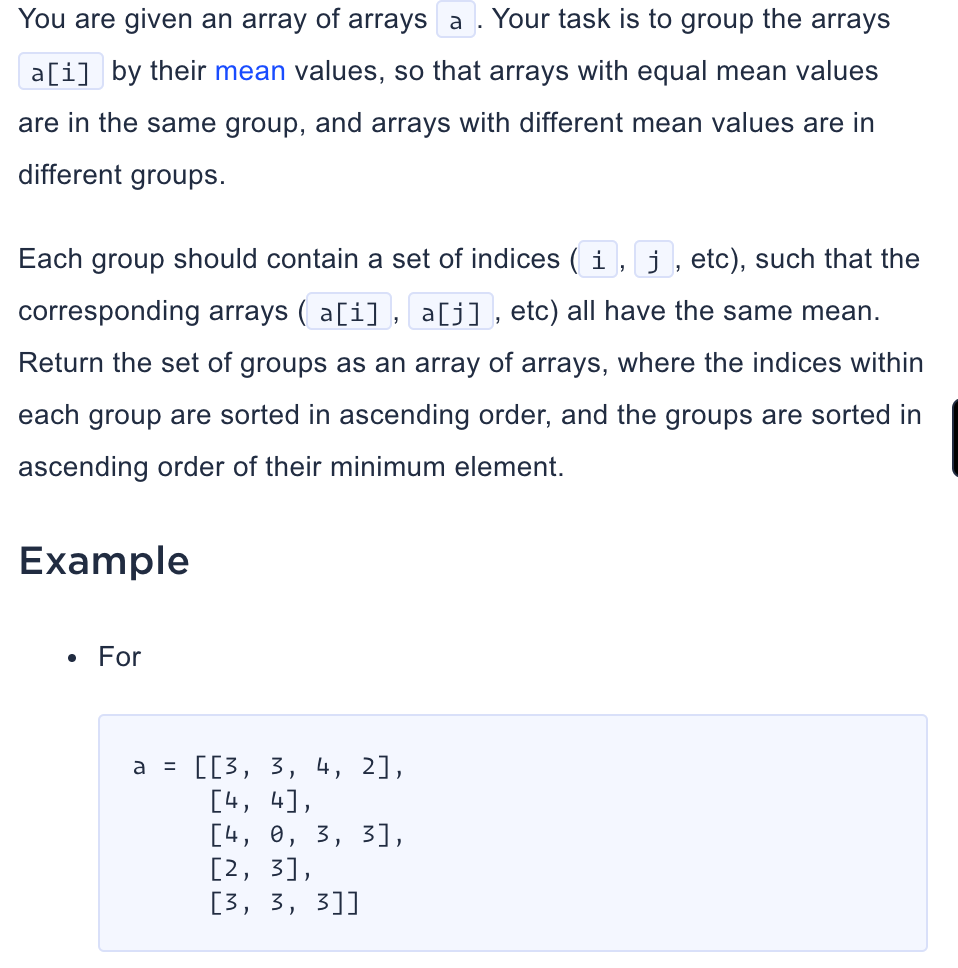 You are given an array of arrays a. Your task is to group the arrays
a[i] by their mean values, so that arrays with equal mean values
are in the same group, and arrays with different mean values are in
different groups.
Each group should contain a set of indices (i, j, etc), such that the
corresponding arrays (a[i], a[j], etc) all have the same mean.
Return the set of groups as an array of arrays, where the indices within
each group are sorted in ascending order, and the groups are sorted in
ascending order of their minimum element.
Example
• For
a = [[3, 3, 4, 2],
[4, 4],
[4, 0, 3, 3],
[2, 3],
[3, 3, 3]]